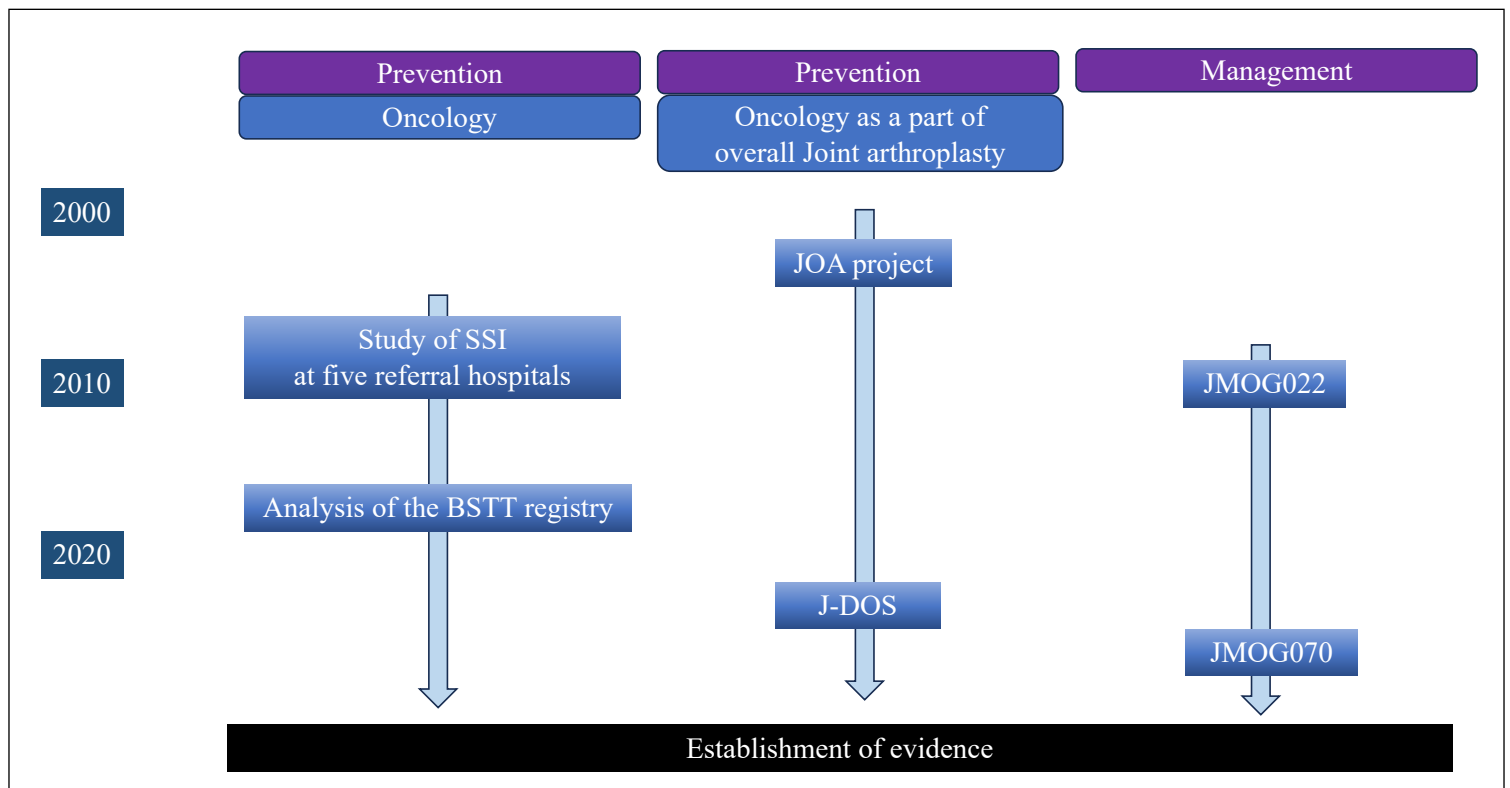 Prevention
Oncology
Prevention
Oncology as a part of
overall Joint arthroplasty
Management
2000
JOA project
Study of SSI
at five referral hospitals
2010
JMOG022
Analysis of the BSTT registry
2020
J-DOS
JMOG070
Establishment of evidence